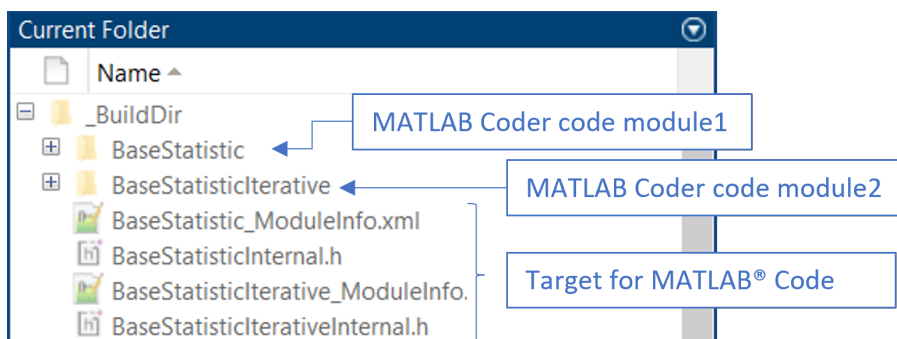 Current Folder
Name
_BuildDir
MATLAB Coder code module1
BaseStatistic
BaseStatisticIterative
MATLAB Coder code module2
BaseStatistic_ModuleInfo.xml
BaseStatisticInternal.h
Target for MATLAB® Code
BaseStatisticIterative_ModuleInfo.
BaseStatisticIterativeInternal.h